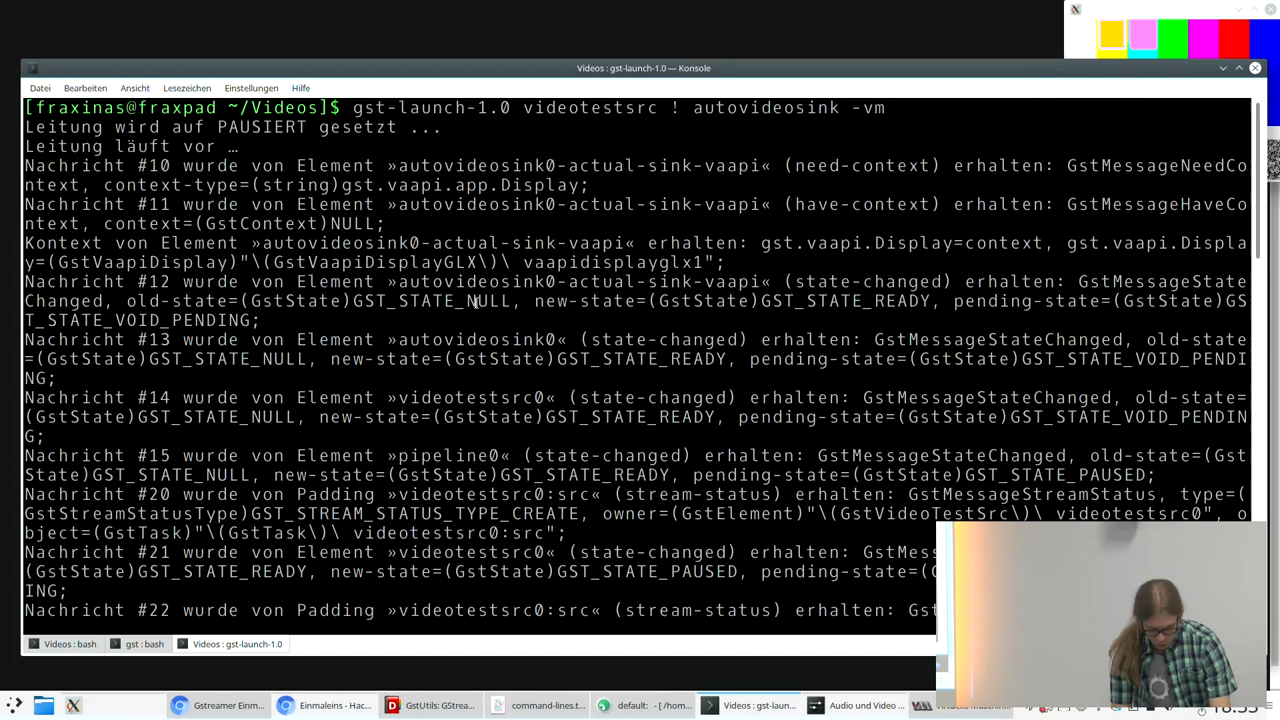 Videos : gst-launch-1.0 — Konsole
Datei Bearbeiten Ansicht Lesezeichen Einstellungen Hilfe
[fraxinas@fraxpad ~/Videos]$ gst-launch-1.0 videotestsrc ! autovideosink -vm
Leitung wird auf PAUSIERT gesetzt ...
Leitung läuft vor …
Nachricht #10 wurde von Element »autovideosink0-actual-sink-vaapi« (need-context) erhalten: GstMessageNeedCo
ntext, context-type=(string)gst.vaapi.app.Display;
Nachricht #11 wurde von Element »autovideosink0-actual-sink-vaapi« (have-context) erhalten: GstMessageHaveCo
ntext, context=(GstContext)NULL;
Kontext von Element »autovideosink0-actual-sink-vaapi« erhalten: gst.vaapi.Display=context, gst.vaapi.Displa
y=(GstVaapiDisplay)"\(GstVaapiDisplayGLX\)\ vaapidisplayglx1";
Nachricht #12 wurde von Element »autovideosink0-actual-sink-vaapi« (state-changed) erhalten: GstMessageState
Changed, old-state=(GstState)GST_STATE_NULL, new-state=(GstState)GST_STATE_READY, pending-state=(GstState)GS
T_STATE_VOID_PENDING;
Nachricht #13 wurde von Element »autovideosink0« (state-changed) erhalten: GstMessageStateChanged, old-state
=(GstState)GST_STATE_NULL, new-state=(GstState)GST_STATE_READY, pending-state=(GstState)GST_STATE_VOID_PENDI
NG;
Nachricht #14 wurde von Element »videotestsrc0« (state-changed) erhalten: GstMessageStateChanged, old-state=
(GstState)GST_STATE_NULL, new-state=(GstState)GST_STATE_READY, pending-state=(GstState)GST_STATE_VOID_PENDIN
G;
Nachricht #15 wurde von Element »pipeline0« (state-changed) erhalten: GstMessageStateChanged, old-state=(Gst
State)GST_STATE_NULL, new-state=(GstState)GST_STATE_READY, pending-state=(GstState)GST_STATE_PAUSED;
Nachricht #20 wurde von Padding »videotestsrc0:src« (stream-status) erhalten: GstMessageStreamStatus, type=(
GstStreamStatusType)GST_STREAM_STATUS_TYPE_CREATE, owner=(GstElement)"\(GstVideoTestSrc\)\ videotestsrc0", o
bject=(GstTask)"\(GstTask\)\ videotestsrc0:src";
Nachricht #21 wurde von Element »videotestsrc0« (state-changed) erhalten: GstMess
(GstState)GST_STATE_READY, new-state=(GstState)GST_STATE_PAUSED, pending-state=(
ING;
Nachricht #22 wurde von Padding »videotestsrc0:src« (stream-status) erhalten: Gst
Videos : bash gst : bash Videos : gst-launch-1.0
Gstreamer Einm... Einmaleins - Hac... GstUtils: GStrea... command-lines.t... default: - [/hom... Videos : gst-laun... Audio und Video ...